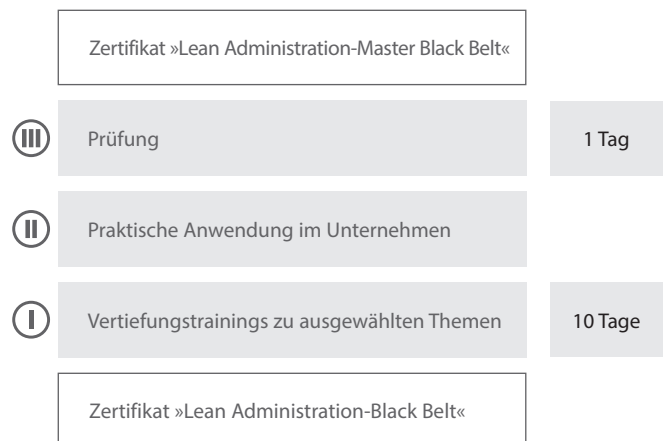 Zertifikat »Lean Administration-Master Black Belt«
III Prüfung 1 Tag
II Praktische Anwendung im Unternehmen
I Vertiefungstrainings zu ausgewählten Themen 10 Tage
Zertifikat »Lean Administration-Black Belt«